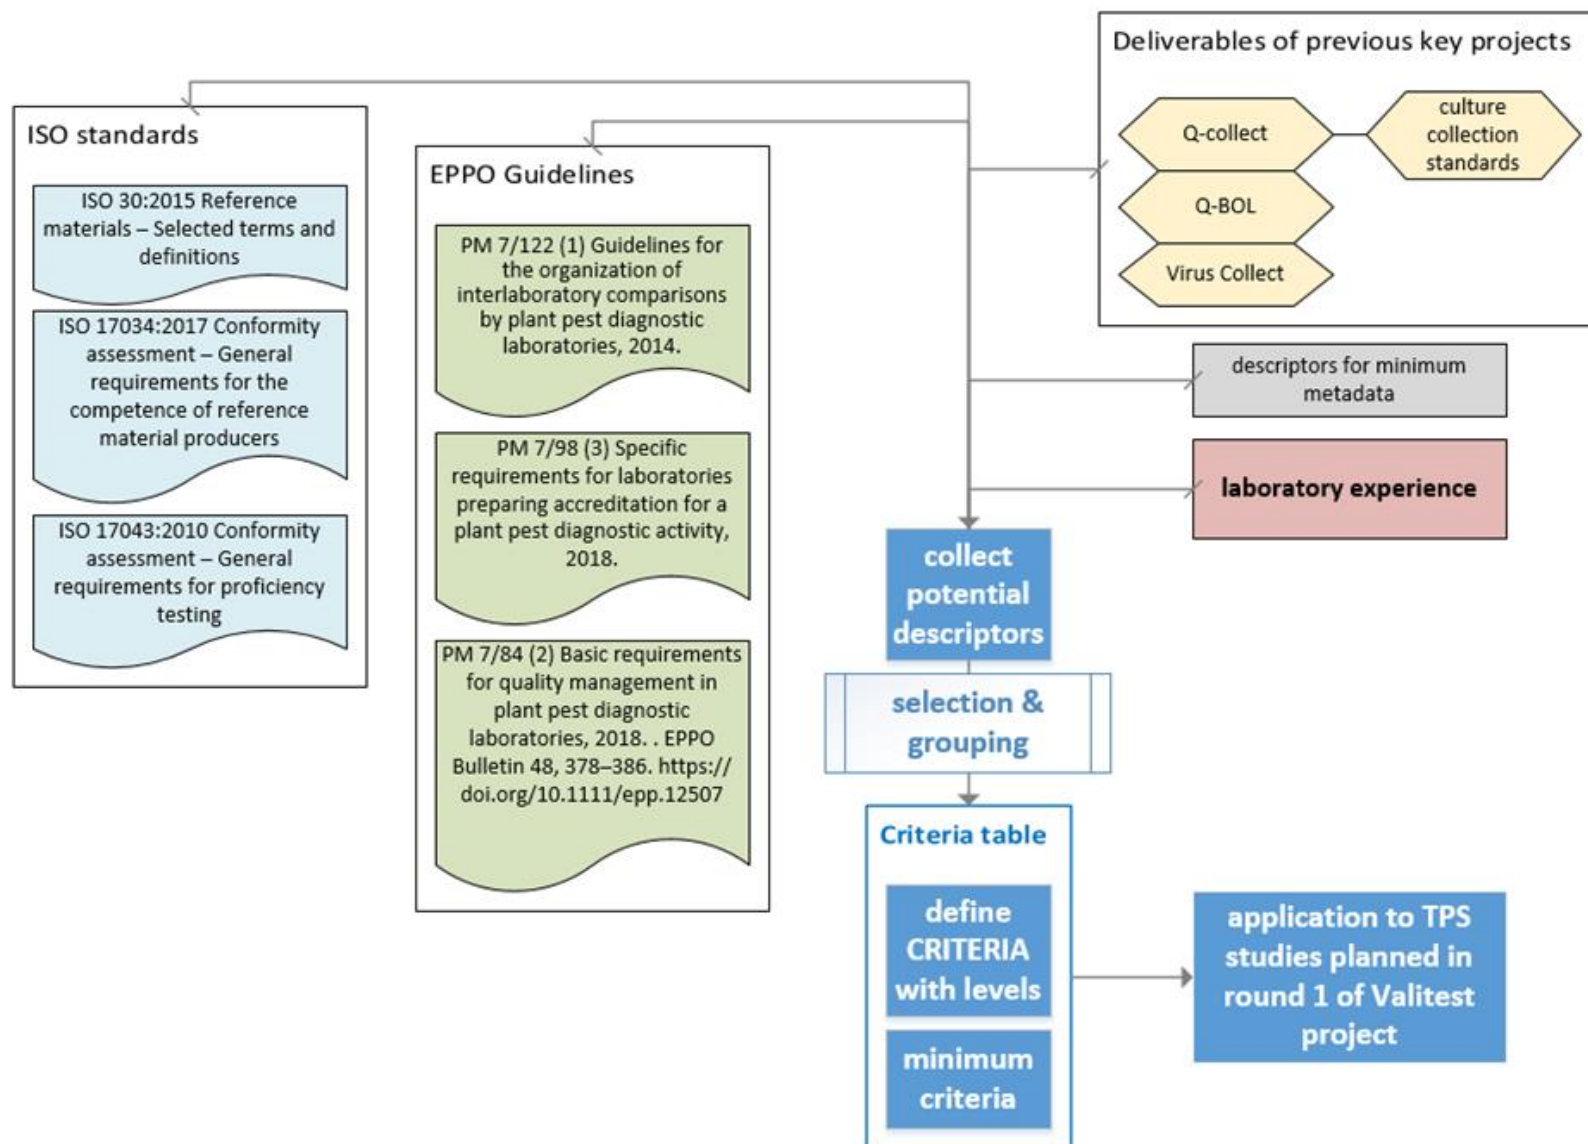 Deliverables of previous key projects
Q-collect
culture
collection
standards
Q-BOL
Virus Collect
ISO standards
ISO 30:2015 Reference
materials – Selected terms and
definitions
ISO 17034:2017 Conformity
assessment – General
requirements for the
competence of reference
material producers
ISO 17043:2010 Conformity
assessment – General
requirements for proficiency
testing
EPPO Guidelines
PM 7/122 (1) Guidelines for
the organization of
interlaboratory comparisons
by plant pest diagnostic
laboratories, 2014.
PM 7/98 (3) Specific
requirements for laboratories
preparing accreditation for a
plant pest diagnostic activity,
2018.
PM 7/84 (2) Basic requirements
for quality management in
plant pest diagnostic
laboratories, 2018. . EPPO
Bulletin 48, 378–386. https://
doi.org/10.1111/epp.12507
descriptors for minimum
metadata
laboratory experience
collect
potential
descriptors
selection &
grouping
Criteria table
define
CRITERIA
with levels
minimum
criteria
application to TPS
studies planned in
round 1 of Valitest
project